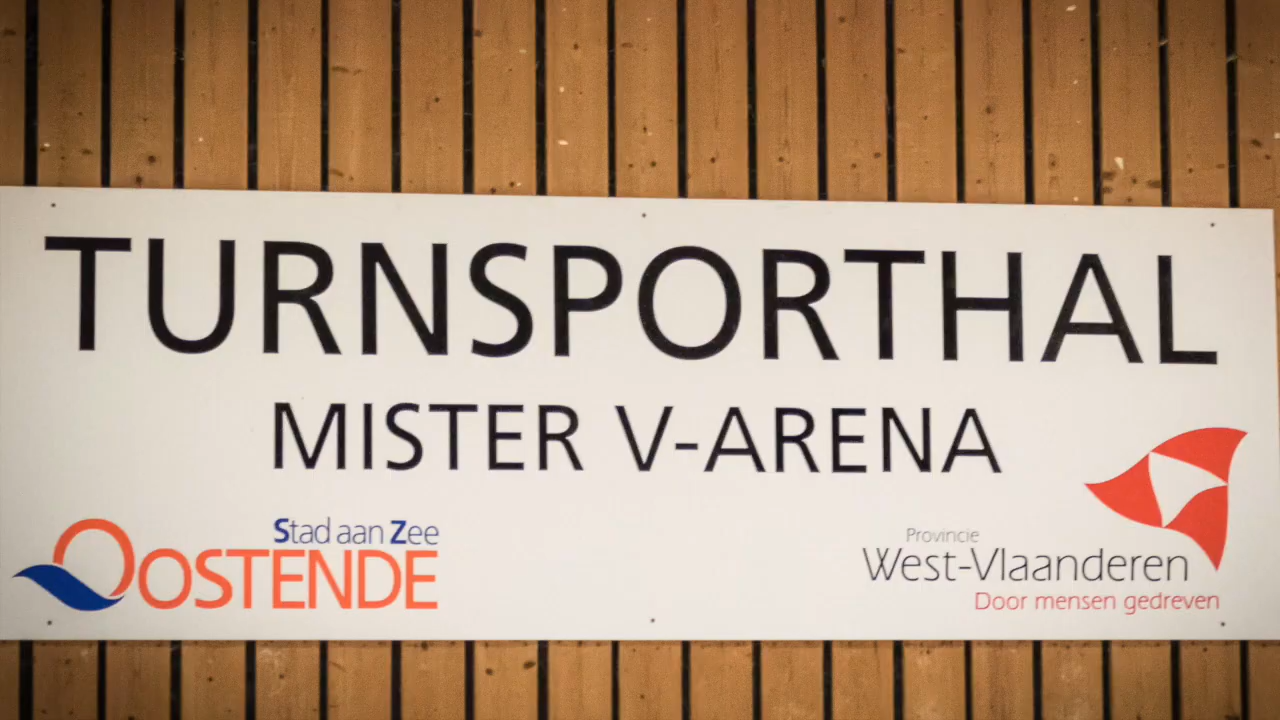 TURNSPORTHAL
MISTER V-ARENA
Stad aan Zee
OOSTENDE
Provincie
West-Vlaanderen
Door mensen gedreven